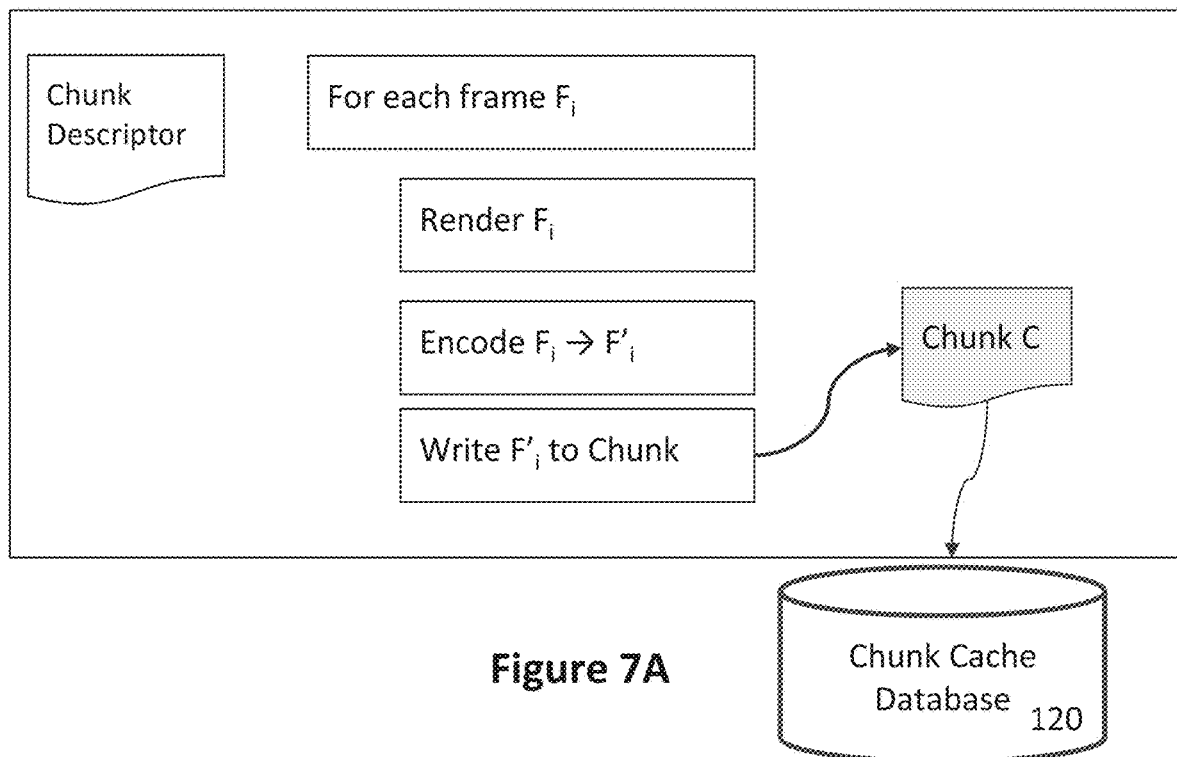 Chunk
Descriptor
For each frame Fᵢ
Render Fᵢ
Encode Fᵢ → F'ᵢ
Write F'ᵢ to Chunk
Chunk C
Figure 7A
Chunk Cache
Database
120